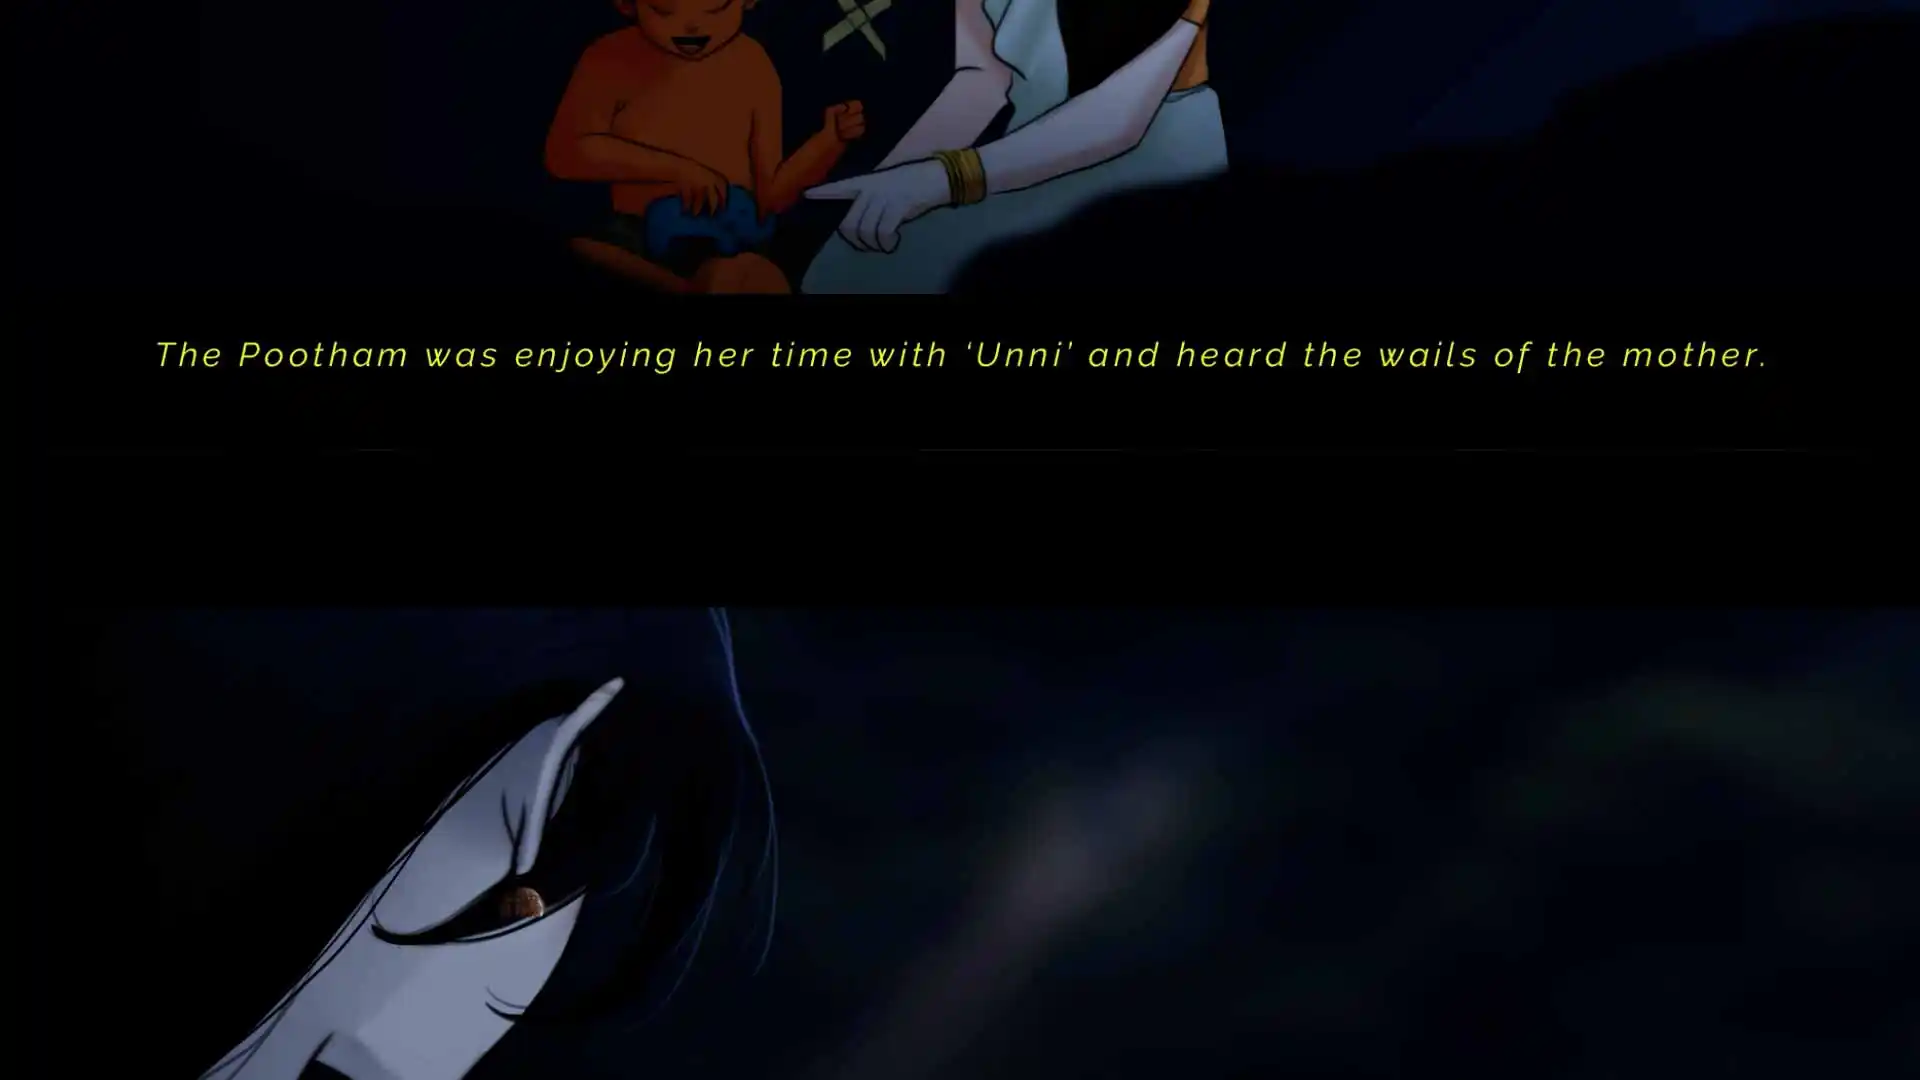 The Pootham was enjoying her time with ‘Unni’ and heard the wails of the mother.